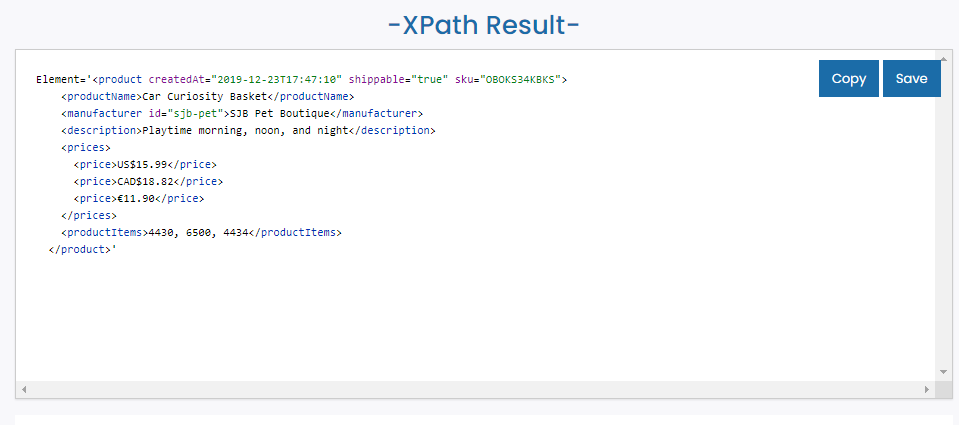 -XPath Result-
Copy Save
Element='<product createdAt="2019-12-23T17:47:10" shippable="true" sku="OBOKS34KBKS">
<productName>Car Curiosity Basket</productName>
<manufacturer id="sjb-pet">SJB Pet Boutique</manufacturer>
<description>Playtime morning, noon, and night</description>
<prices>
<price>US$15.99</price>
<price>CAD$18.82</price>
<price>€11.90</price>
</prices>
<productItems>4430, 6500, 4434</productItems>
</product>'